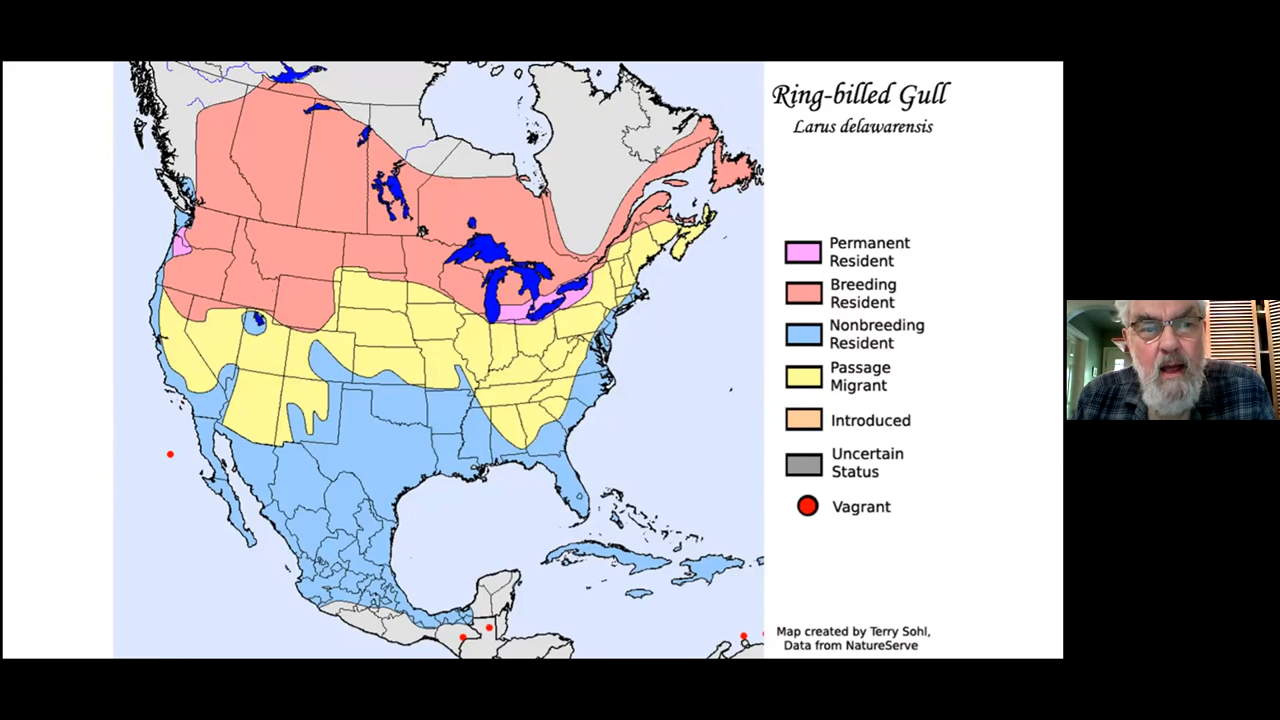 Ring-billed Gull
Larus delawarensis
Permanent
Resident
Breeding
Resident
Nonbreeding
Resident
Passage
Migrant
Introduced
Uncertain
Status
Vagrant
Map created by Terry Sohl,
Data from NatureServe